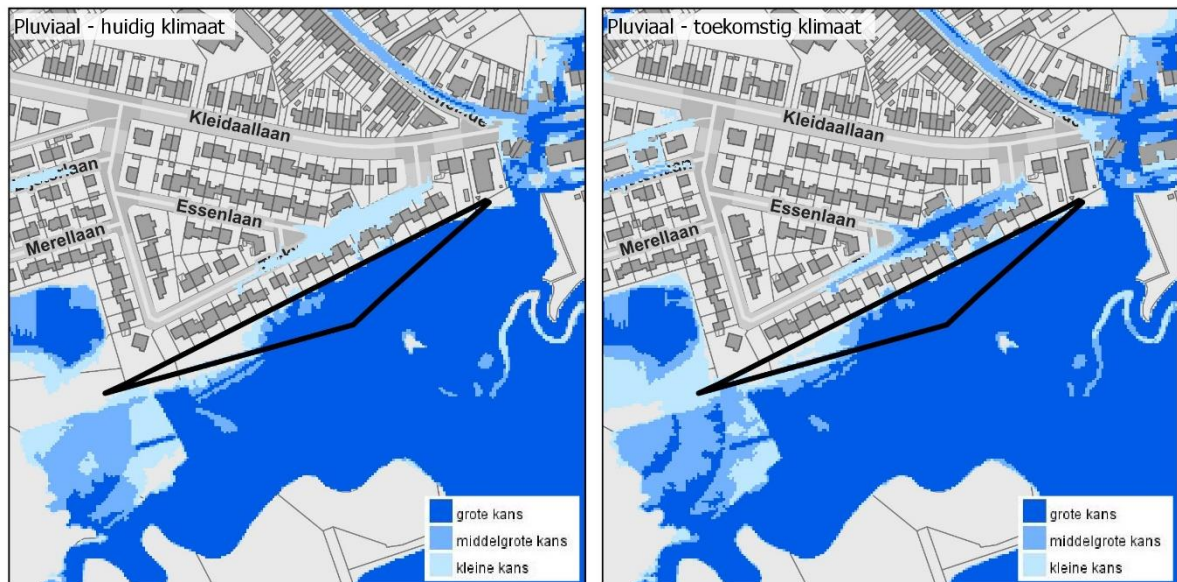 Pluviaal - huidig klimaat
Kleidaallaan
Essenlaan
Merellaan
grote kans
middelgrote kans
kleine kans
Pluviaal - toekomstig klimaat
Kleidaallaan
Essenlaan
Merellaan
grote kans
middelgrote kans
kleine kans